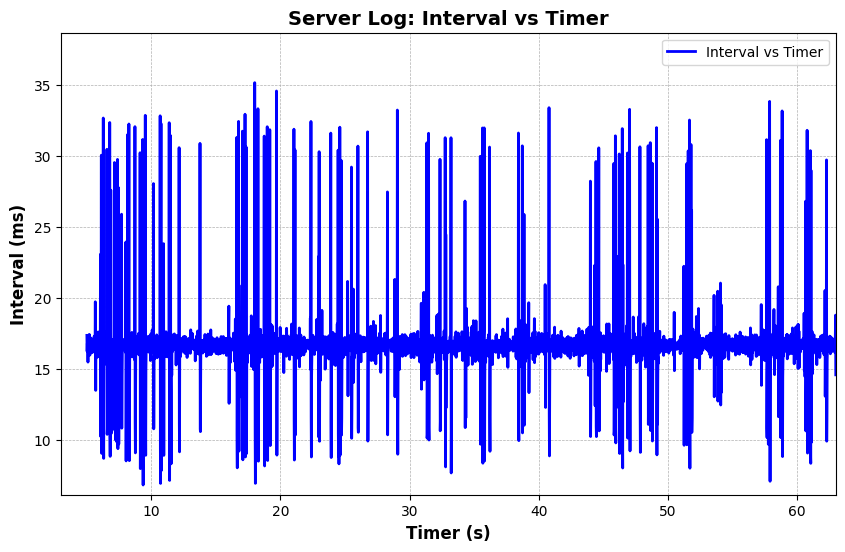 Server Log: Interval vs Timer
Interval vs Timer
35
30
25
20
15
10
Interval (ms)
10 20 30 40 50 60
Timer (s)